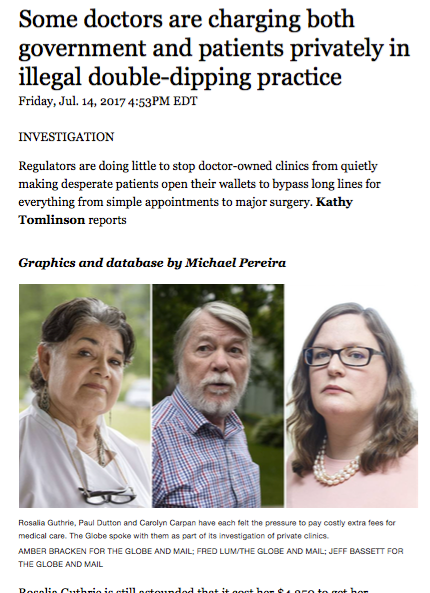 Some doctors are charging both
government and patients privately in
illegal double-dipping practice
Friday, Jul. 14, 2017 4:53PM EDT
INVESTIGATION
Regulators are doing little to stop doctor-owned clinics from quietly
making desperate patients open their wallets to bypass long lines for
everything from simple appointments to major surgery. Kathy
Tomlinson reports
Graphics and database by Michael Pereira
Rosalia Guthrie, Paul Dutton and Carolyn Carpan have each felt the pressure to pay costly extra fees for
medical care. The Globe spoke with them as part of its investigation of private clinics.
AMBER BRACKEN FOR THE GLOBE AND MAIL; FRED LUM/THE GLOBE AND MAIL; JEFF BASSETT FOR
THE GLOBE AND MAIL
Rosalia Guthrie is still astounded that it cost her $4,350 to get her